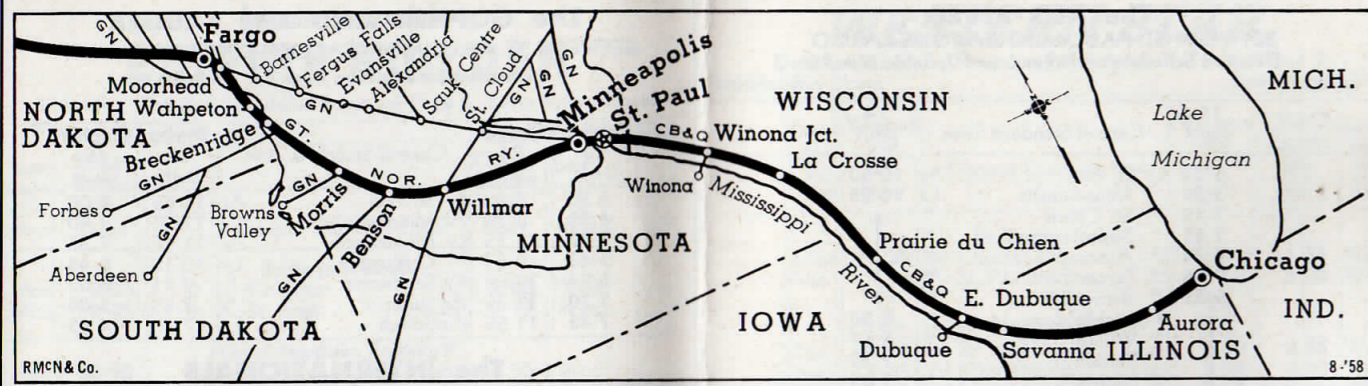 GN
Fargo
Barnesville
Fergus Falls
Evansville
Alexandria
Sauk Centre
St. Cloud
GN
GN
GN
Minneapolis
St. Paul
Moorhead
Wahpeton
Breckenridge
NORTH
DAKOTA
GT.
NOR.
RY.
GN
Forbes
GN
Aberdeen
GN
Browns
Valley
Morris
Benson
Willmar
GN
GN
SOUTH DAKOTA
MINNESOTA
CB&Q
Winona Jct.
Winona
La Crosse
WISCONSIN
Mississippi
River
Prairie du Chien
CB&Q
E. Dubuque
Dubuque
Savanna
IOWA
ILLINOIS
Aurora
Chicago
Lake
Michigan
MICH.
IND.
RMcN & Co.
8-'58